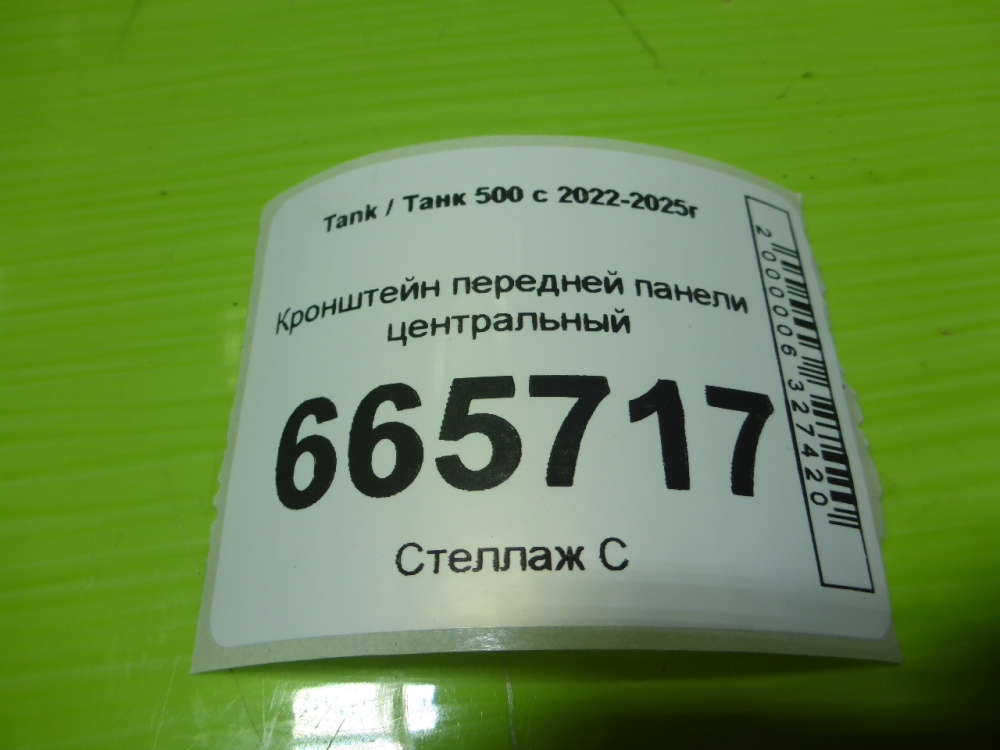 Tank / Танк 500 с 2022-2025г
Кронштейн передней панели
центральный
665717
Стеллаж С
2000006327420